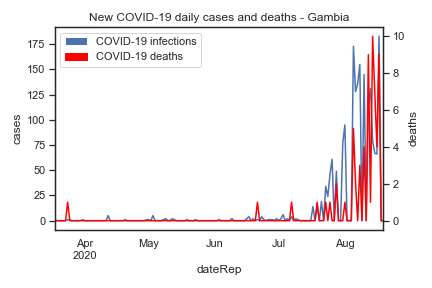 New COVID-19 daily cases and deaths - Gambia
COVID-19 infections
COVID-19 deaths
175
150
125
100
75
50
25
0
cases
10
8
6
4
2
0
deaths
Apr
2020
May
Jun
Jul
Aug
dateRep